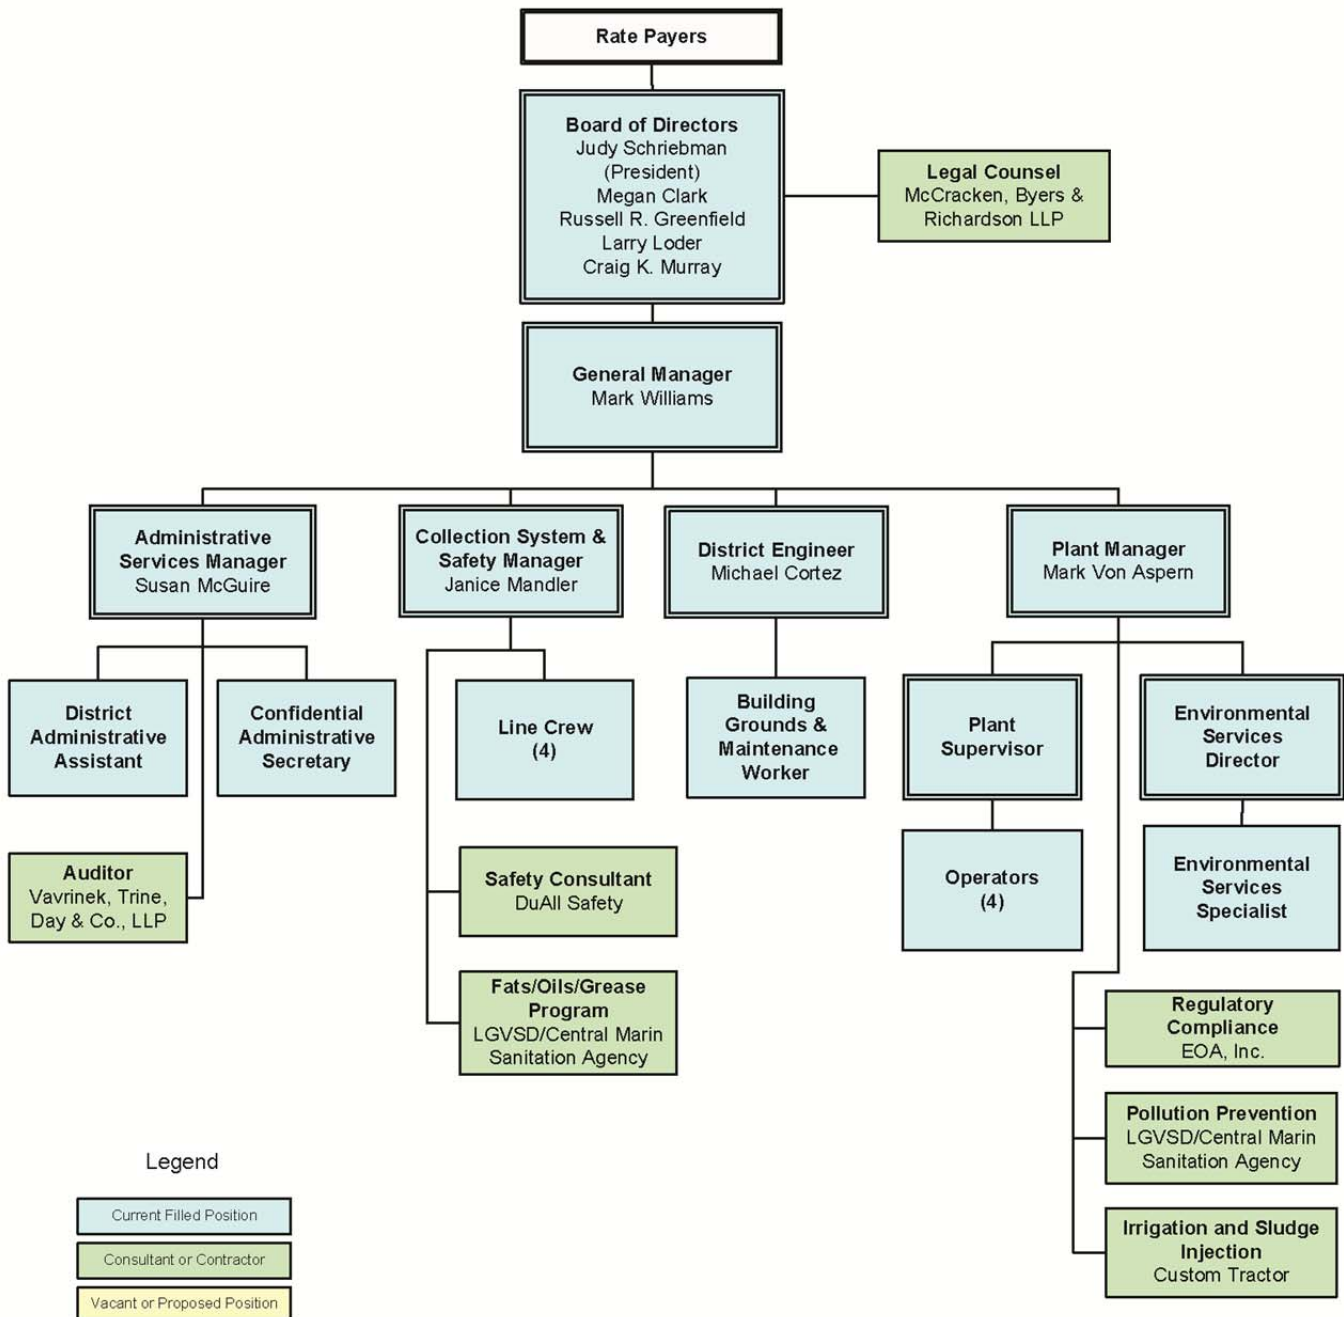 Rate Payers
Board of Directors
Judy Schriebman
(President)
Megan Clark
Russell R. Greenfield
Larry Loder
Craig K. Murray
Legal Counsel
McCracken, Byers &
Richardson LLP
General Manager
Mark Williams
Administrative
Services Manager
Susan McGuire
Collection System &
Safety Manager
Janice Mandler
District Engineer
Michael Cortez
Plant Manager
Mark Von Aspern
District
Administrative
Assistant
Confidential
Administrative
Secretary
Line Crew
(4)
Building
Grounds &
Maintenance
Worker
Plant
Supervisor
Environmental
Services
Director
Auditor
Vavrinek, Trine,
Day & Co., LLP
Safety Consultant
DuAll Safety
Operators
(4)
Environmental
Services
Specialist
Fats/Oils/Grease
Program
LGVSD/Central Marin
Sanitation Agency
Regulatory
Compliance
EOA, Inc.
Pollution Prevention
LGVSD/Central Marin
Sanitation Agency
Irrigation and Sludge
Injection
Custom Tractor
Legend
Current Filled Position
Consultant or Contractor
Vacant or Proposed Position